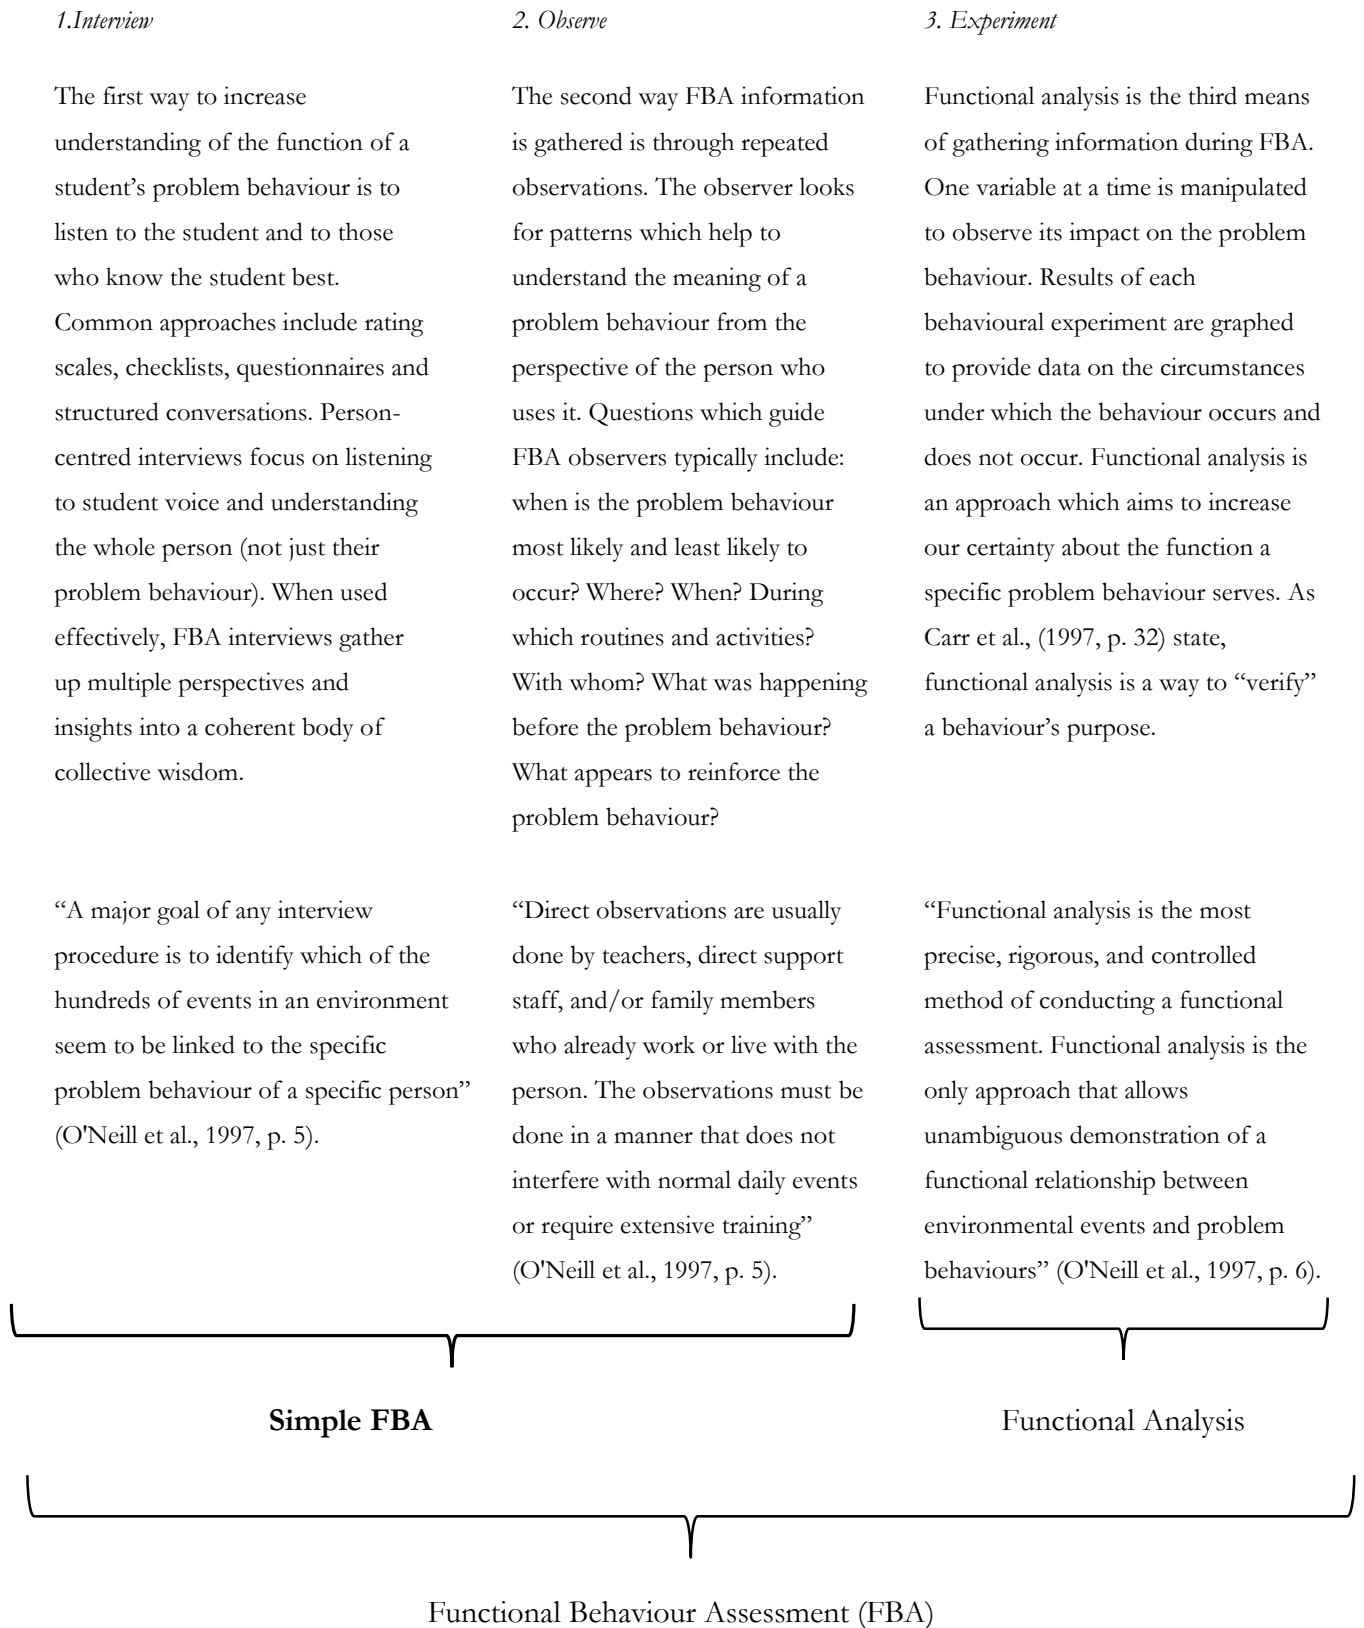 1.Interview
The first way to increase
understanding of the function of a
student’s problem behaviour is to
listen to the student and to those
who know the student best.
Common approaches include rating
scales, checklists, questionnaires and
structured conversations. Person-
centred interviews focus on listening
to student voice and understanding
the whole person (not just their
problem behaviour). When used
effectively, FBA interviews gather
up multiple perspectives and
insights into a coherent body of
collective wisdom.
“A major goal of any interview
procedure is to identify which of the
hundreds of events in an environment
seem to be linked to the specific
problem behaviour of a specific person”
(O'Neill et al., 1997, p. 5).
2. Observe
The second way FBA information
is gathered is through repeated
observations. The observer looks
for patterns which help to
understand the meaning of a
problem behaviour from the
perspective of the person who
uses it. Questions which guide
FBA observers typically include:
when is the problem behaviour
most likely and least likely to
occur? Where? When? During
which routines and activities?
With whom? What was happening
before the problem behaviour?
What appears to reinforce the
problem behaviour?
“Direct observations are usually
done by teachers, direct support
staff, and/or family members
who already work or live with the
person. The observations must be
done in a manner that does not
interfere with normal daily events
or require extensive training”
(O'Neill et al., 1997, p. 5).
3. Experiment
Functional analysis is the third means
of gathering information during FBA.
One variable at a time is manipulated
to observe its impact on the problem
behaviour. Results of each
behavioural experiment are graphed
to provide data on the circumstances
under which the behaviour occurs and
does not occur. Functional analysis is
an approach which aims to increase
our certainty about the function a
specific problem behaviour serves. As
Carr et al., (1997, p. 32) state,
functional analysis is a way to “verify”
a behaviour’s purpose.
“Functional analysis is the most
precise, rigorous, and controlled
method of conducting a functional
assessment. Functional analysis is the
only approach that allows
unambiguous demonstration of a
functional relationship between
environmental events and problem
behaviours” (O'Neill et al., 1997, p. 6).
Simple FBA
Functional Analysis
Functional Behaviour Assessment (FBA)